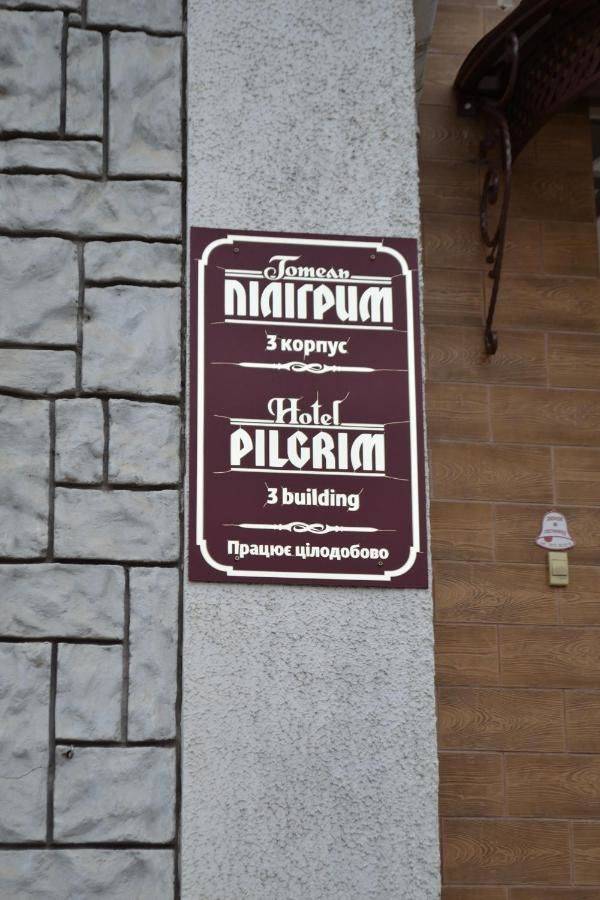 Готель
ПІЛІГРИМ
3 корпус
Hotel
PILGRIM
3 building
Працює цілодобово